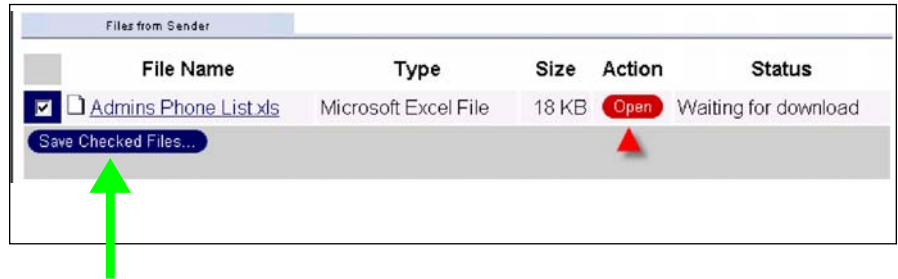 Files from Sender
File Name Type Size Action Status
Admins Phone List.xls Microsoft Excel File 18 KB Open Waiting for download
Save Checked Files...